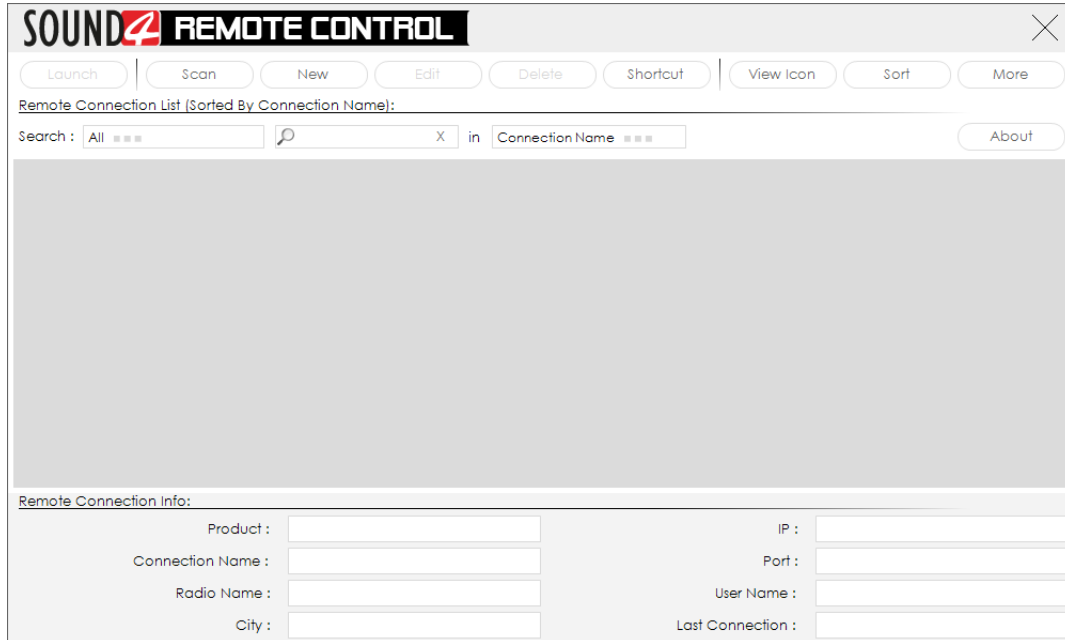 SOUND4 REMOTE CONTROL
Launch Scan New Edit Delete Shortcut View Icon Sort More
Remote Connection List (Sorted By Connection Name):
Search : All X in Connection Name About
Remote Connection Info:
Product : IP :
Connection Name : Port :
Radio Name : User Name :
City : Last Connection :